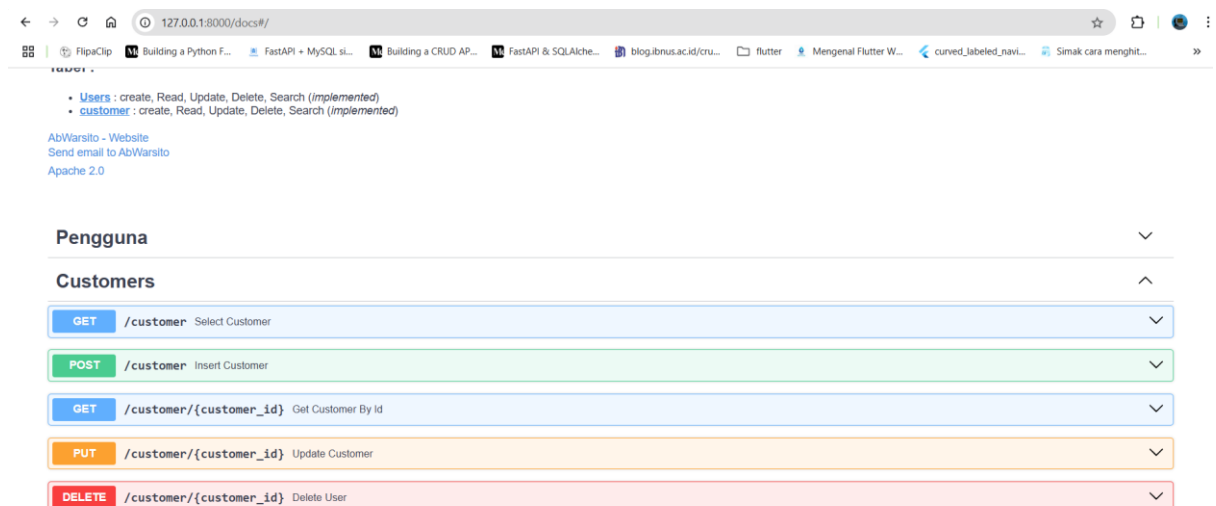 127.0.0.1:8000/docs#/
FlipaClip Building a Python F... FastAPI + MySQL si... Building a CRUD AP... FastAPI & SQLAlche... blog.ibnus.ac.id/cru... flutter Mengenal Flutter W... curved_labeled_navi... Simak cara menghit... »
Users : create, Read, Update, Delete, Search (implemented)
customer : create, Read, Update, Delete, Search (implemented)
AbWarsito - Website
Send email to AbWarsito
Apache 2.0
Pengguna
Customers
GET /customer Select Customer
POST /customer Insert Customer
GET /customer/{customer_id} Get Customer By Id
PUT /customer/{customer_id} Update Customer
DELETE /customer/{customer_id} Delete User